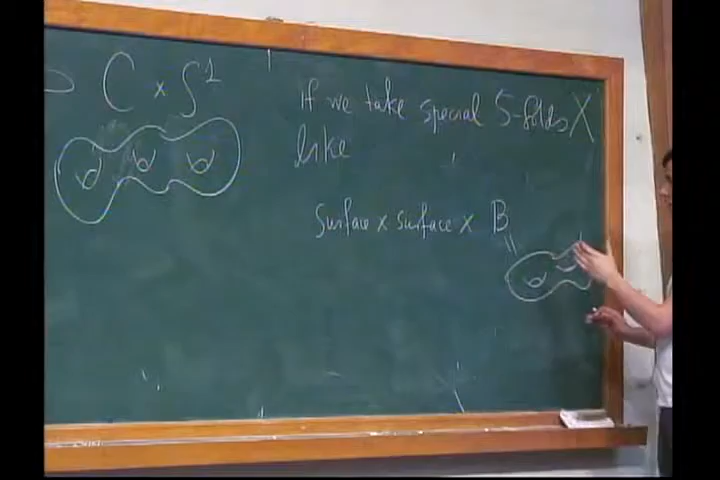 C × S¹
If we take special 5-folds X
like
Surface × surface × B
||